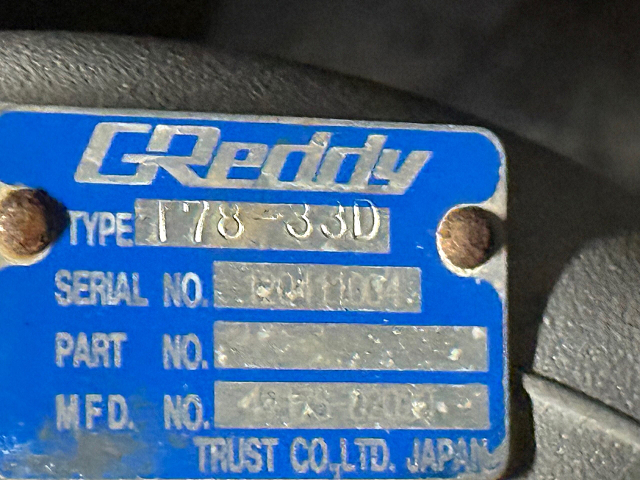 GReddy
TYPE T78-33D
SERIAL NO.
PART NO.
MFD. NO.
TRUST CO.,LTD. JAPAN